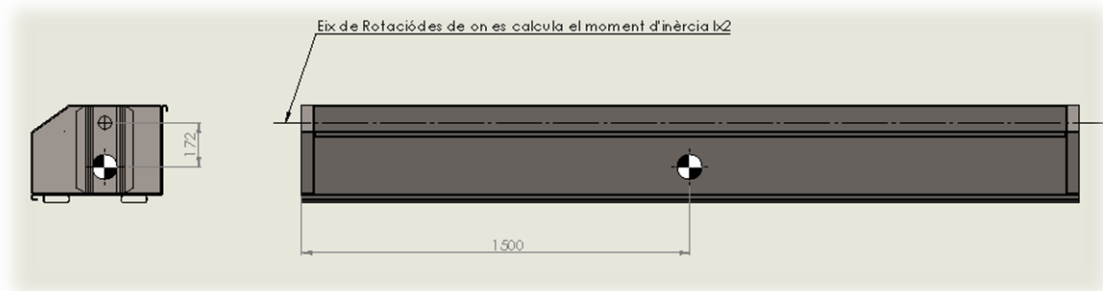 Eix de Rotaciódes de on es calcula el moment d'inèrcia Ix2
172
1500